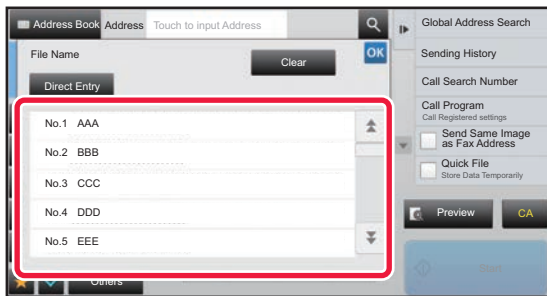 Address Book Address Touch to input Address
File Name
Clear
OK
Direct Entry
No.1 AAA
No.2 BBB
No.3 CCC
No.4 DDD
No.5 EEE
Others
Global Address Search
Sending History
Call Search Number
Call Program
Call Registered settings
Send Same Image
as Fax Address
Quick File
Store Data Temporarily
Preview
CA
Start